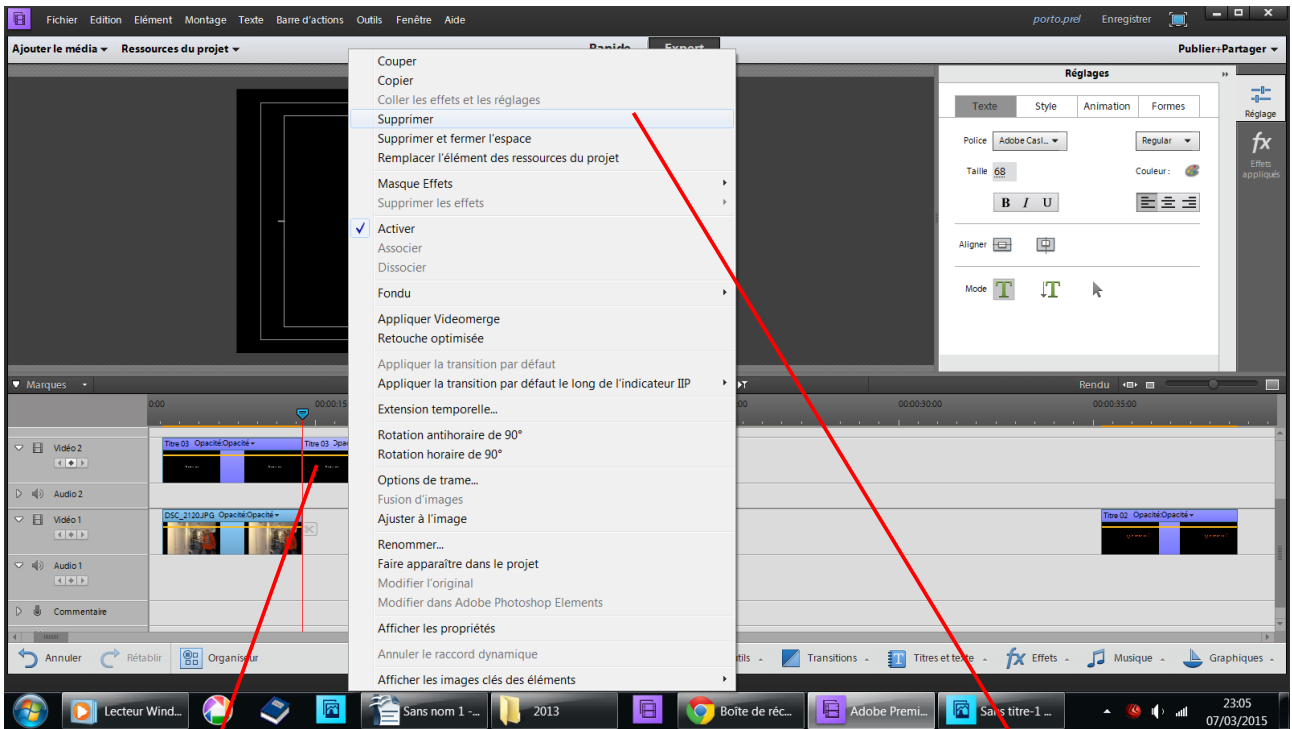 Fichier Edition Elément Montage Texte Barre d'actions Outils Fenêtre Aide porto.prel Enregistrer
Ajouter le média Ressources du projet Rapide Expert Publier+Partager
Couper
Copier
Coller les effets et les réglages
Supprimer
Supprimer et fermer l'espace
Remplacer l'élément des ressources du projet
Masque Effets
Supprimer les effets
Activer
Associer
Dissocier
Fondu
Appliquer Videomerge
Retouche optimisée
Appliquer la transition par défaut
Appliquer la transition par défaut le long de l'indicateur IIP
Extension temporelle...
Rotation antihoraire de 90°
Rotation horaire de 90°
Options de trame...
Fusion d'images
Ajuster à l'image
Renommer...
Faire apparaître dans le projet
Modifier l'original
Modifier dans Adobe Photoshop Elements
Afficher les propriétés
Annuler le raccord dynamique
Afficher les images clés des éléments
Réglages
Texte Style Animation Formes
Police Adobe Casl... Regular
Taille 68 Couleur :
B I U
Aligner
Mode T T
Réglage
fx
Effets
appliqués
Marques Rendu
0:00 00:00:15 :00 00:00:30:00 00:00:35:00
Vidéo 2 Titre 03 Opacité:Opacité Titre 03
Audio 2
Vidéo 1 DSC_2120.JPG Opacité:Opacité Titre 02 Opacité:Opacité
Audio 1
Commentaire
Annuler Rétablir Organiseur Transitions Titres et texte fx Effets Musique Graphiques
Lecteur Wind... Sans nom 1 -... 2013 Boîte de réc... Adobe Premi... Sans titre-1 ... 23:05
07/03/2015